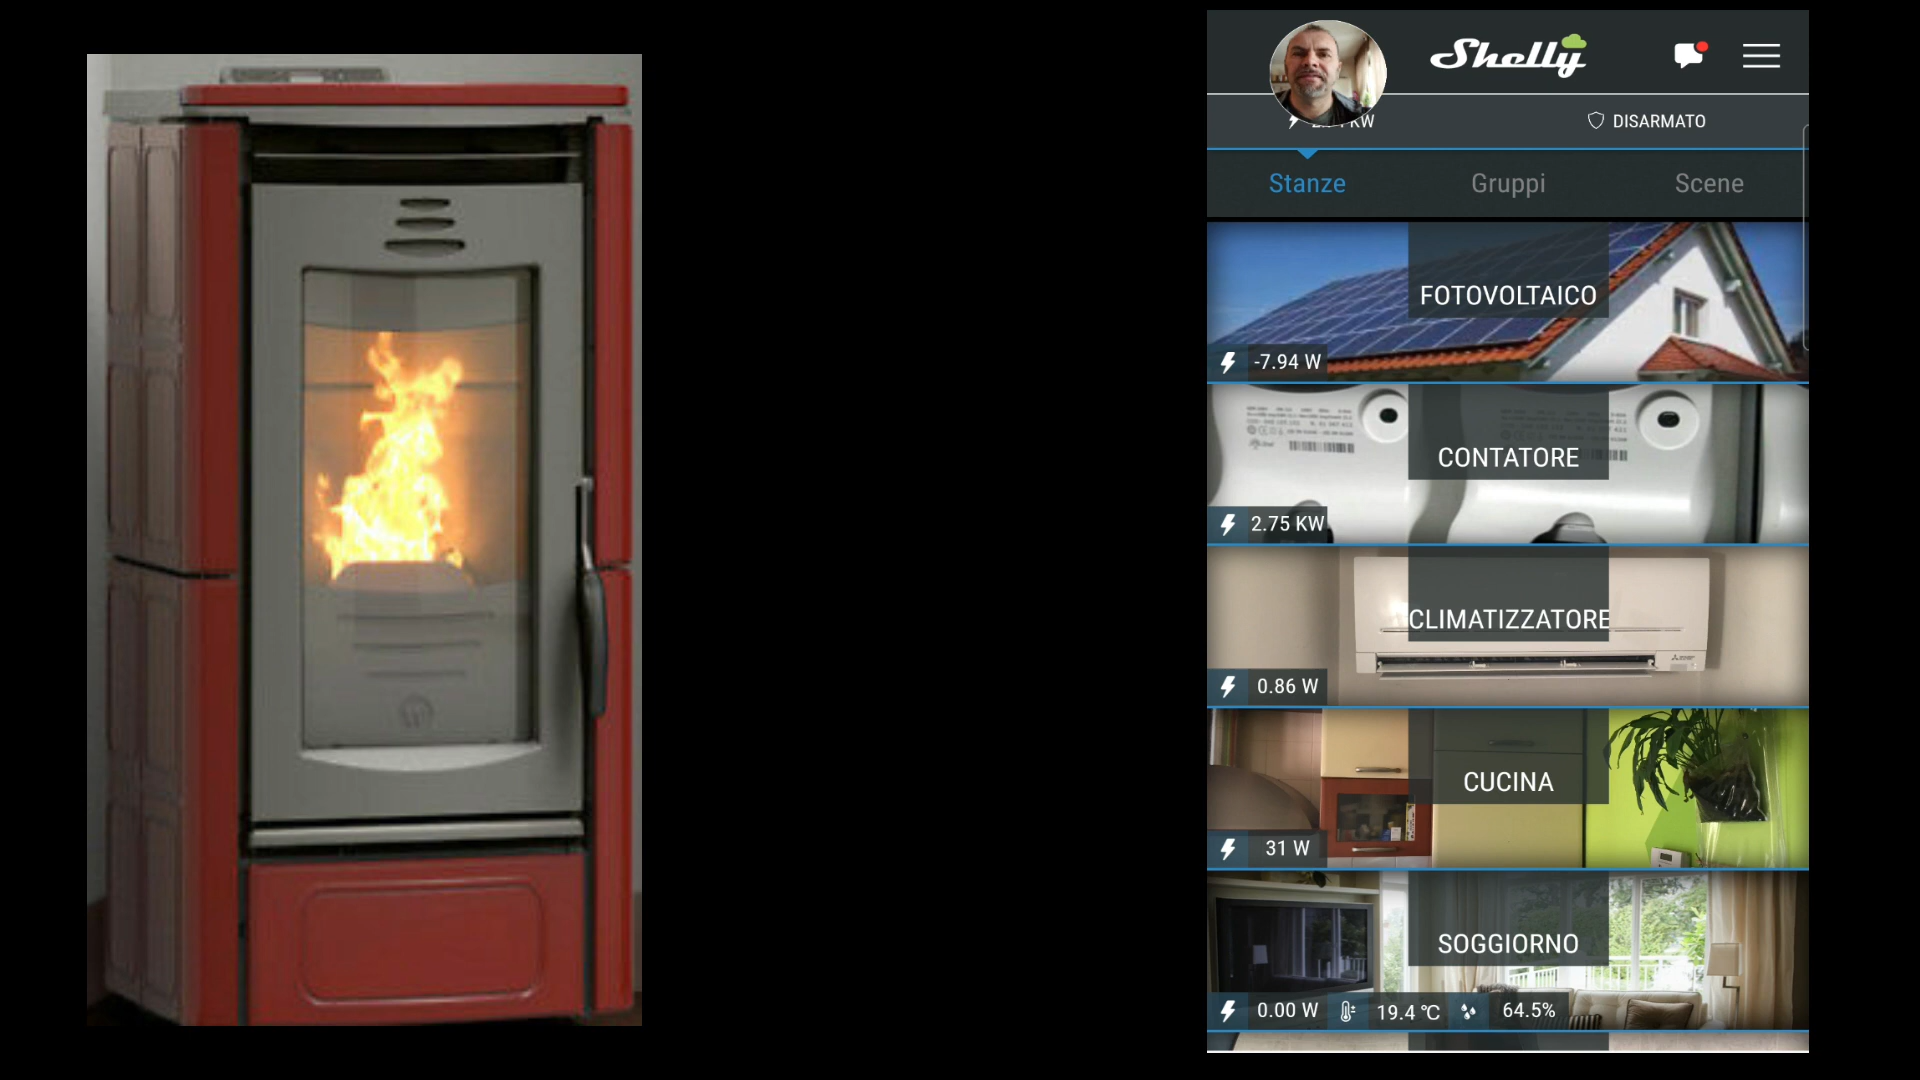 Shelly
KW
DISARMATO
Stanze
Gruppi
Scene
FOTOVOLTAICO
-7.94 W
CONTATORE
2.75 KW
CLIMATIZZATORE
0.86 W
CUCINA
31 W
SOGGIORNO
0.00 W
19.4 °C
64.5%